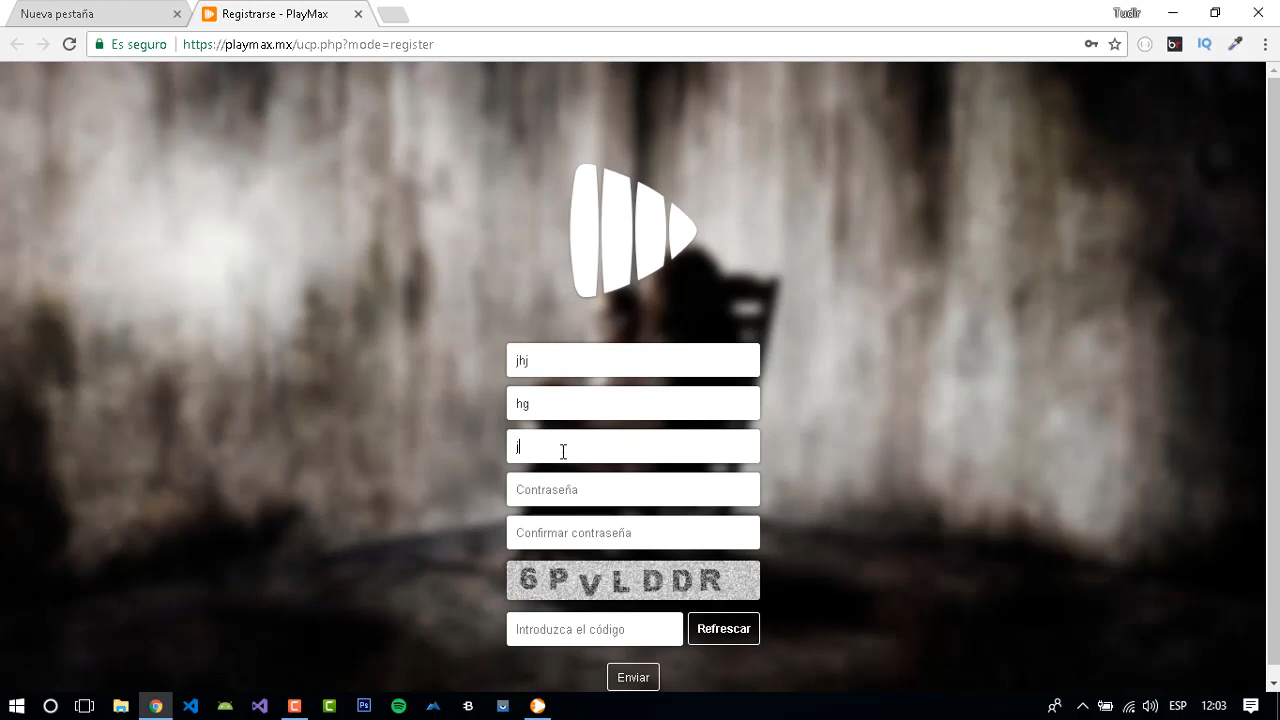 Nueva pestaña
Registrarse - PlayMax
Tudir
Es seguro
https://playmax.mx/ucp.php?mode=register
jhj
hg
j
Contraseña
Confirmar contraseña
6PVLDDR
Introduzca el código
Refrescar
Enviar
ESP
12:03